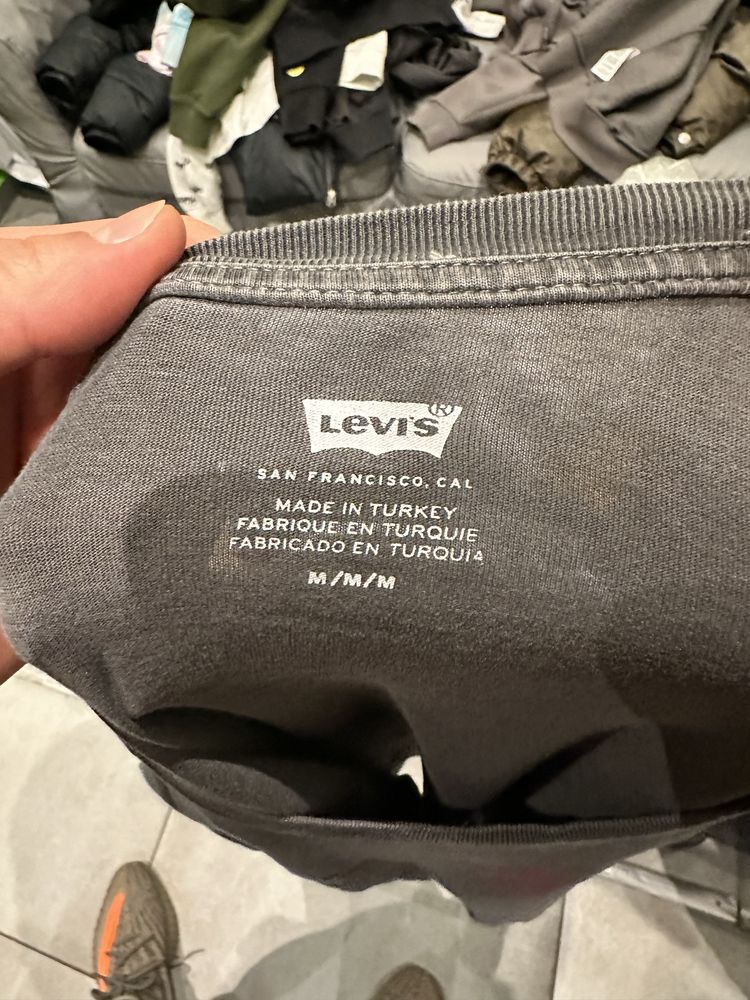 LEVI'S®
SAN FRANCISCO, CAL
MADE IN TURKEY
FABRIQUE EN TURQUIE
FABRICADO EN TURQUIA
M/M/M